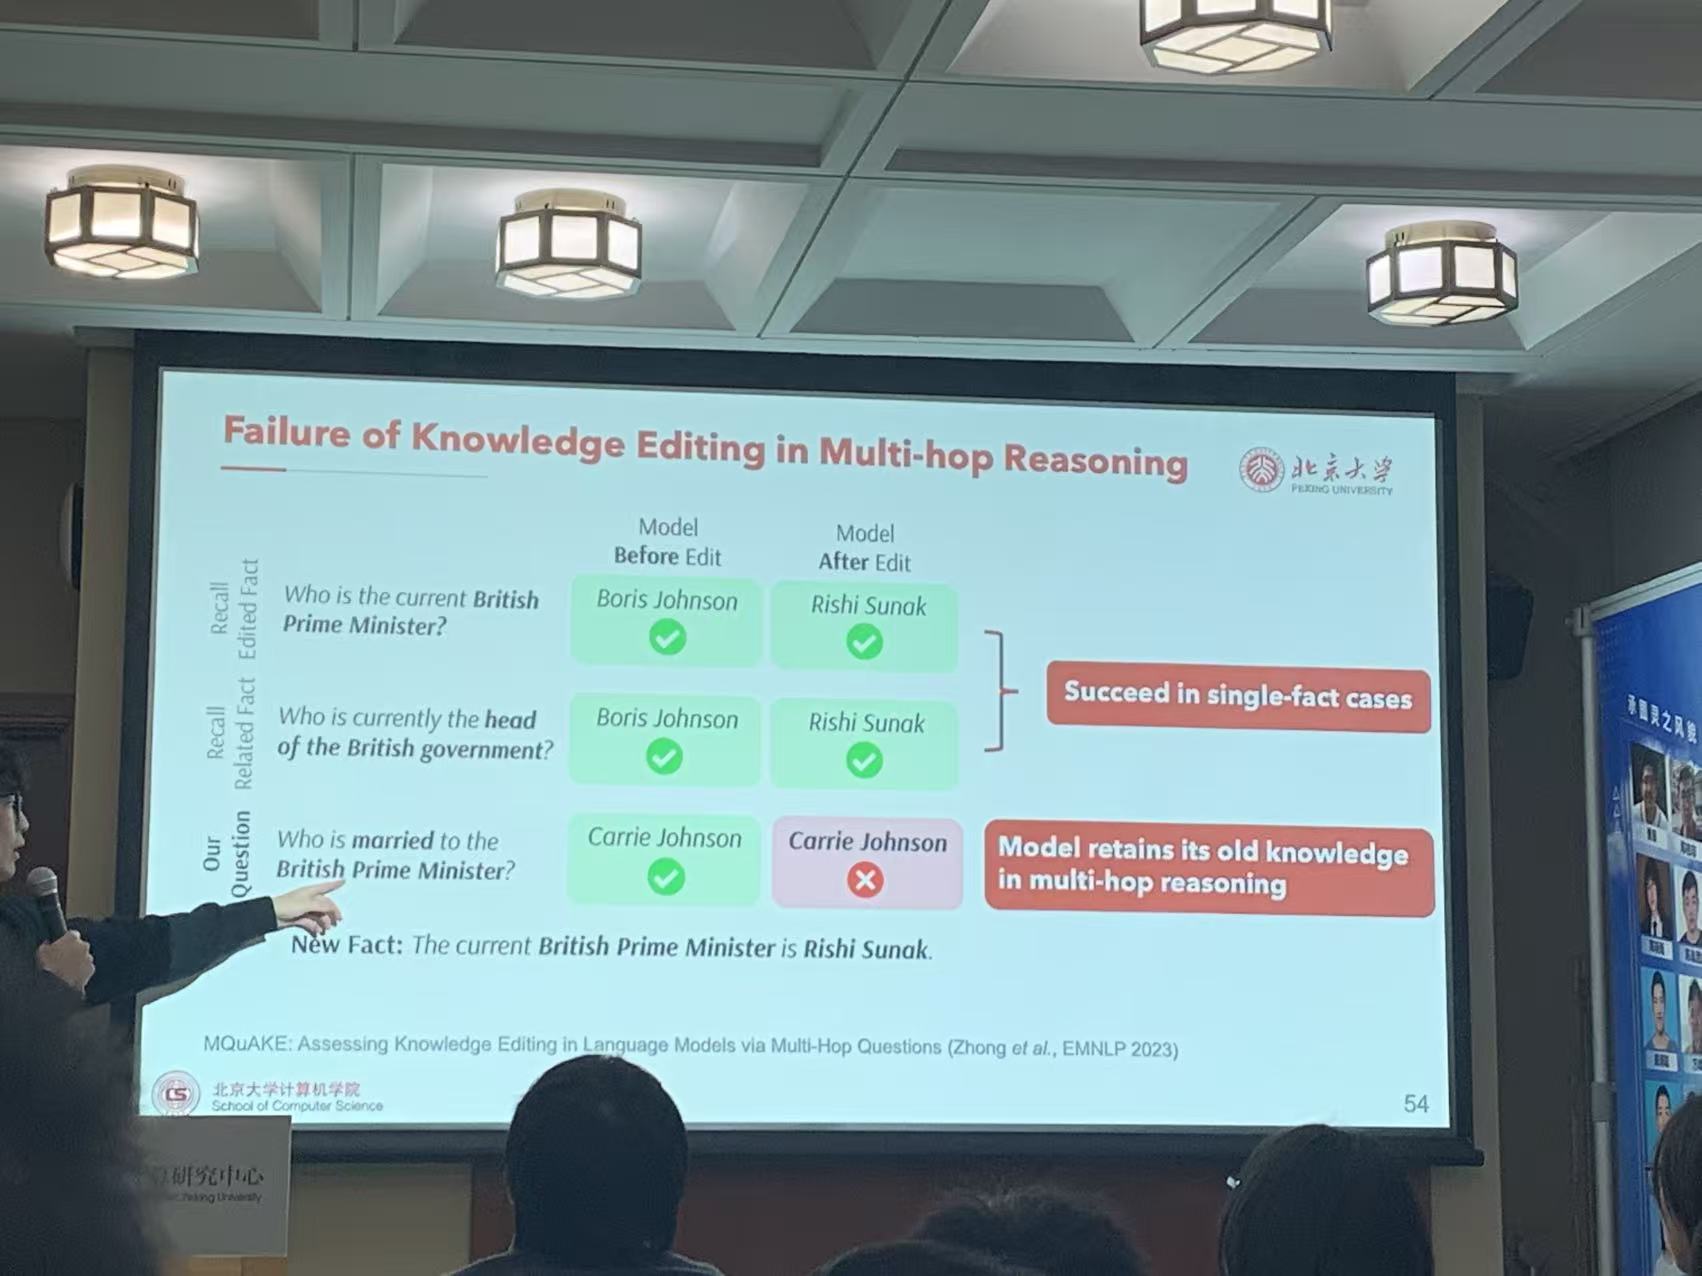 Failure of Knowledge Editing in Multi-hop Reasoning
北京大学
PEKING UNIVERSITY
Model
Before Edit
Model
After Edit
Recall
Edited Fact
Who is the current British
Prime Minister?
Boris Johnson
Rishi Sunak
Succeed in single-fact cases
Recall
Related Fact
Who is currently the head
of the British government?
Boris Johnson
Rishi Sunak
Our
Question
Who is married to the
British Prime Minister?
Carrie Johnson
Carrie Johnson
Model retains its old knowledge
in multi-hop reasoning
New Fact: The current British Prime Minister is Rishi Sunak.
MQuAKE: Assessing Knowledge Editing in Language Models via Multi-Hop Questions (Zhong et al., EMNLP 2023)
CS
北京大学计算机学院
School of Computer Science
54
研究中心
Peking University
承图灵之风貌